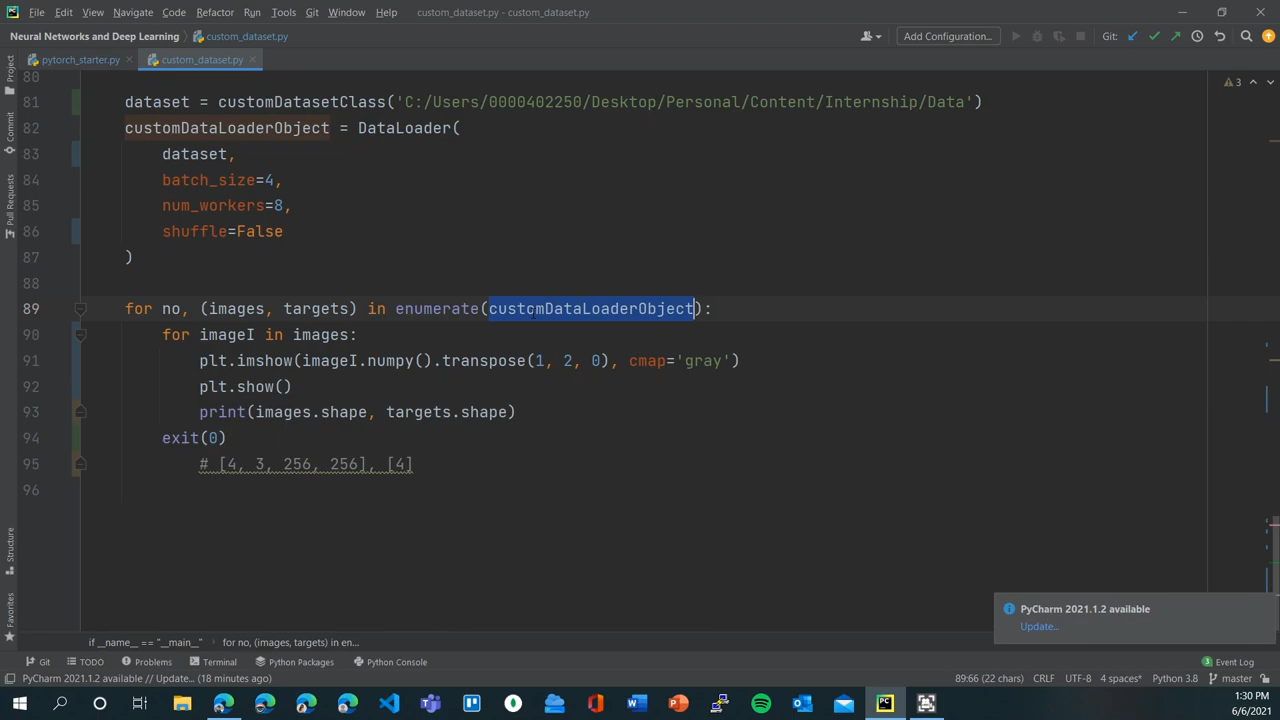 File Edit View Navigate Code Refactor Run Tools Git Window Help custom_dataset.py - custom_dataset.py
Neural Networks and Deep Learning custom_dataset.py Add Configuration... Git:
pytorch_starter.py custom_dataset.py
Project
Commit
Pull Requests
Structure
Favorites
80
81 dataset = customDatasetClass('C:/Users/0000402250/Desktop/Personal/Content/Internship/Data')
82 customDataLoaderObject = DataLoader(
83 dataset,
84 batch_size=4,
85 num_workers=8,
86 shuffle=False
87 )
88
89 for no, (images, targets) in enumerate(customDataLoaderObject):
90 for imageI in images:
91 plt.imshow(imageI.numpy().transpose(1, 2, 0), cmap='gray')
92 plt.show()
93 print(images.shape, targets.shape)
94 exit(0)
95 # [4, 3, 256, 256], [4]
96
3
PyCharm 2021.1.2 available
Update...
if __name__ == "__main__" for no, (images, targets) in en...
Git TODO Problems Terminal Python Packages Python Console 3 Event Log
PyCharm 2021.1.2 available // Update... (18 minutes ago) 89:66 (22 chars) CRLF UTF-8 4 spaces Python 3.8 master
1:30 PM
6/6/2021